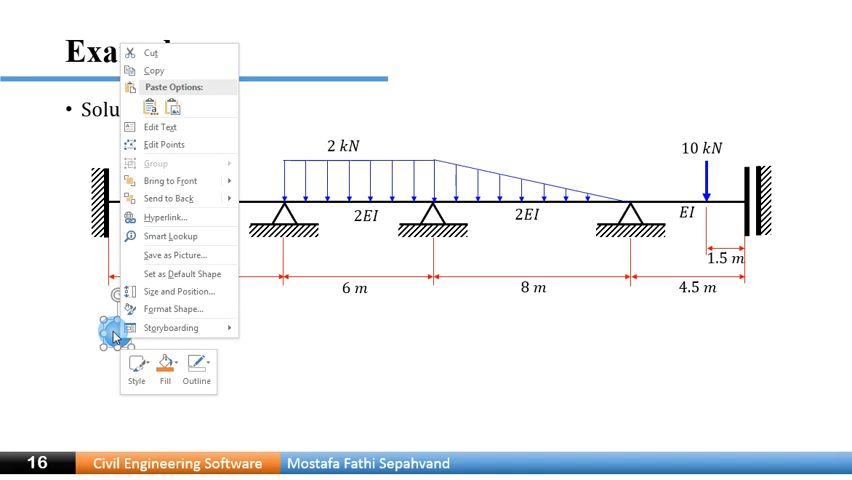 Exa
• Solu
Cut
Copy
Paste Options:
Edit Text
Edit Points
Group
Bring to Front
Send to Back
Hyperlink...
Smart Lookup
Save as Picture...
Set as Default Shape
Size and Position...
Format Shape...
Storyboarding
Style Fill Outline
2 kN
10 kN
2EI 2EI EI
1.5 m
6 m 8 m 4.5 m
16 Civil Engineering Software Mostafa Fathi Sepahvand